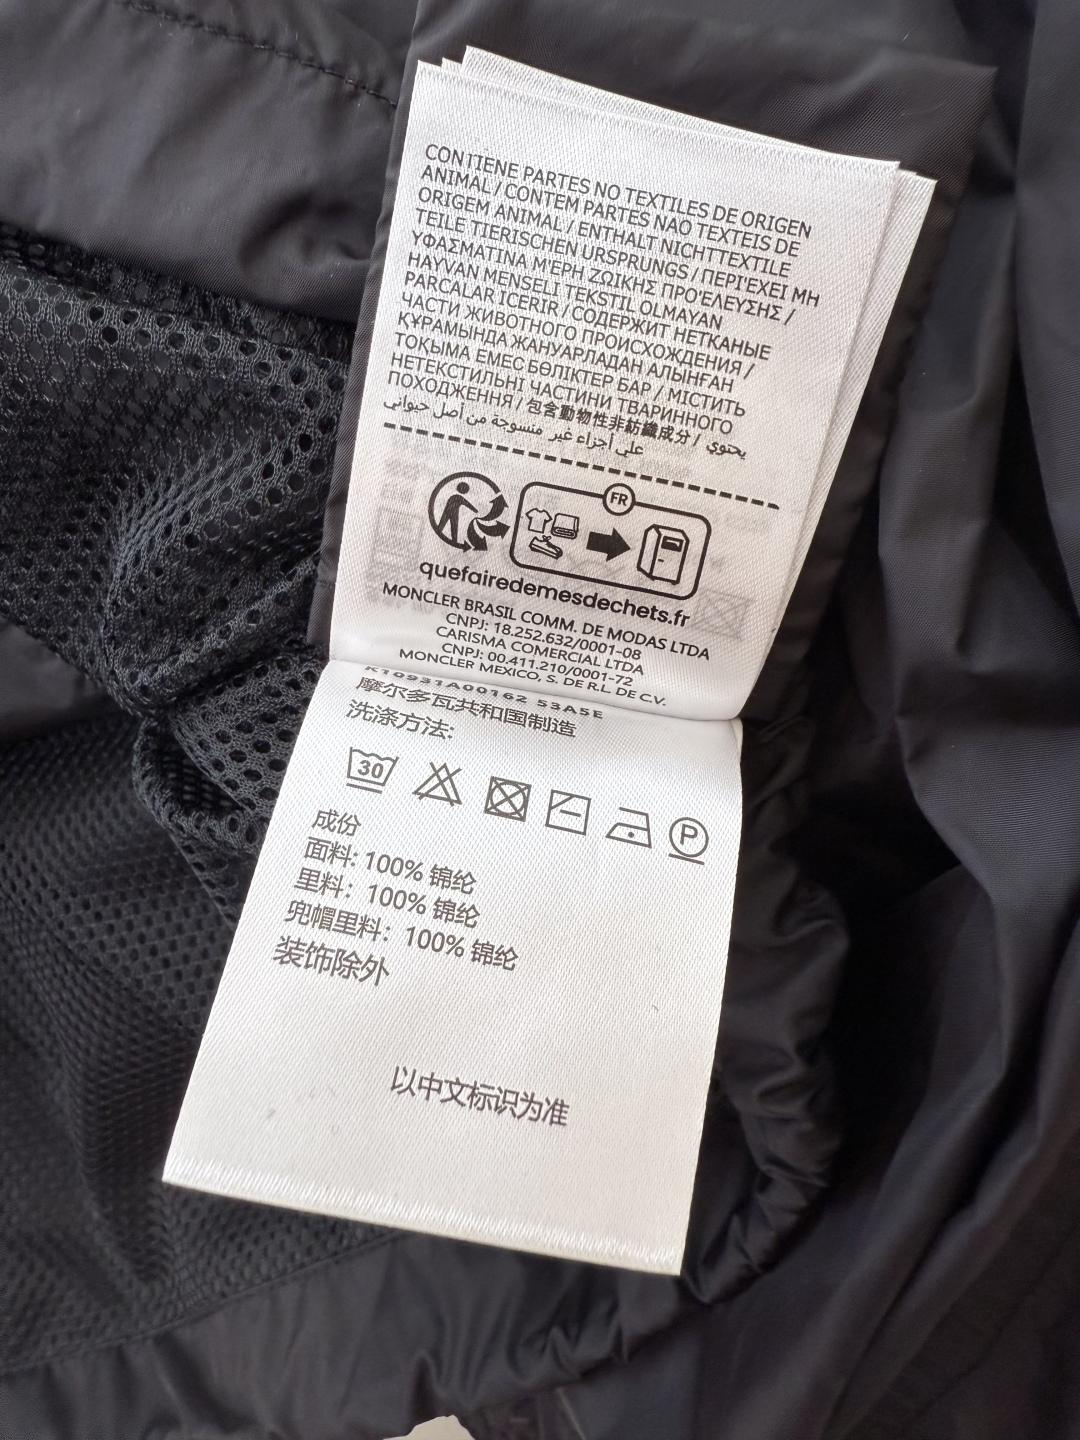 CONTIENE PARTES NO TEXTILES DE ORIGEN
ANIMAL / CONTEM PARTES NAO TEXTEIS DE
ORIGEM ANIMAL / ENTHALT NICHTTEXTILE
TEILE TIERISCHEN URSPRUNGS / ΠΕΡΙΈΧΕΙ ΜΗ
ΥΦΑΣΜΑΤΙΝΑ ΜΈΡΗ ΖΩΙΚΗΣ ΠΡΟΈΛΕΥΣΗΣ /
HAYVAN MENSELI TEKSTIL OLMAYAN
PARCALAR ICERIR / СОДЕРЖИТ НЕТКАНЫЕ
ЧАСТИ ЖИВОТНОГО ПРОИСХОЖДЕНИЯ /
ҚҰРАМЫНДА ЖАНУАРЛАДАН АЛЫНҒАН
ТОКЫМА ЕМЕС БӨЛІКТЕР БАР / МІСТИТЬ
НЕТЕКСТИЛЬНІ ЧАСТИНИ ТВАРИННОГО
ПОХОДЖЕННЯ / 包含動物性非紡織成分 / يحتوي
على أجزاء غير منسوجة من أصل حيواني
FR
quefairedemesdechets.fr
MONCLER BRASIL COMM. DE MODAS LTDA
CNPJ: 18.252.632/0001-08
CARISMA COMERCIAL LTDA
CNPJ: 00.411.210/0001-72
MONCLER MEXICO, S. DE R.L. DE C.V.
K10931A00162 53A5E
摩尔多瓦共和国制造
洗涤方法:
30
P
成份
面料: 100% 锦纶
里料: 100% 锦纶
兜帽里料: 100% 锦纶
装饰除外
以中文标识为准